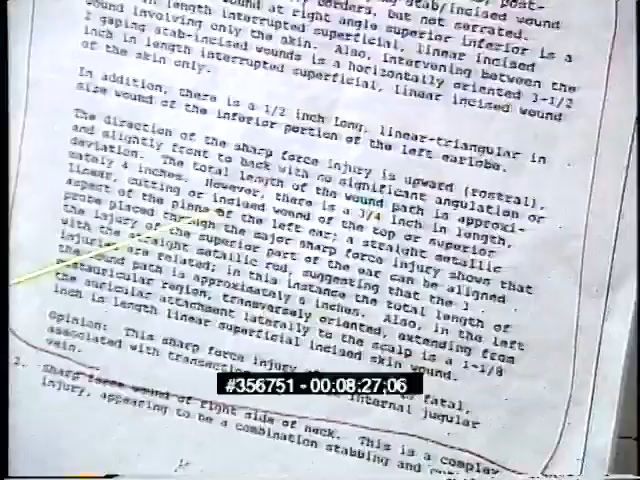 borders, but not serrated.
length interrupted superficial, linear incised
wound involving only the skin. Also, intervening between the
2 gaping stab-incised wounds is a horizontally oriented 3-1/2
inch in length interrupted superficial, linear incised wound
of the skin only.
In addition, there is a 1/2 inch long, linear-triangular in
size wound of the inferior portion of the left earlobe.
The direction of the sharp force injury is upward (rostral),
and slightly front to back with no significant angulation or
deviation. The total length of the wound path is approxi-
mately 4 inches. However, there is a 3/4 inch in length,
linear, cutting or incised wound of the top or superior
aspect of the pinna of the left ear; a straight metallic
probe placed through the major sharp force injury shows that
the injury of the superior part of the ear can be aligned
with the straight metallic rod, suggesting that the
injuries are related; in this instance the total length of
the wound path is approximately 6 inches. Also, in the left
postauricular region, transversely oriented, extending from
the auricular attachment laterally to the scalp is a 1-1/8
inch in length linear superficial incised skin wound.
Opinion: This sharp force injury fatal,
associated with transection internal jugular
vein.
2. Sharp force wound of right side of neck. This is a complex
injury, appearing to be a combination stabbing and
#356751 - 00:08:27;06